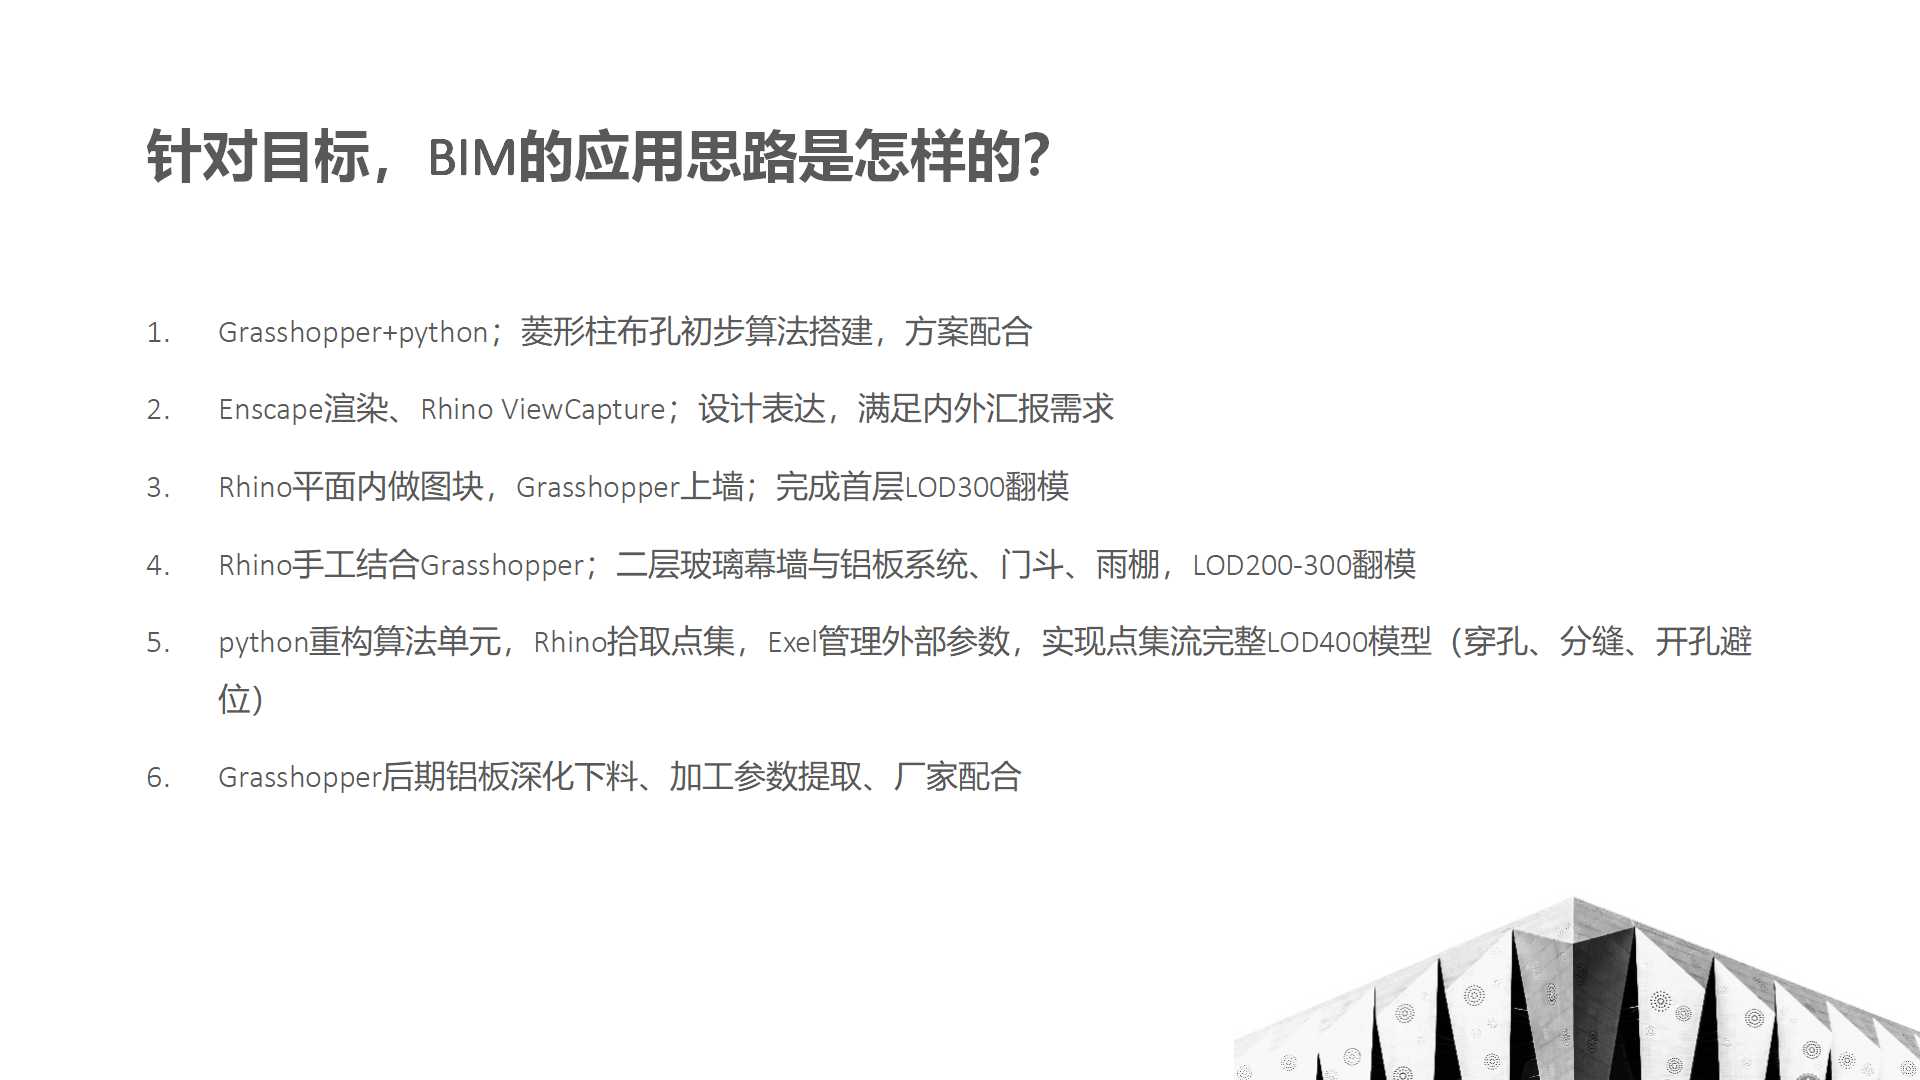 针对目标，BIM的应用思路是怎样的？
1. Grasshopper+python；菱形柱布孔初步算法搭建，方案配合
2. Enscape渲染、Rhino ViewCapture；设计表达，满足内外汇报需求
3. Rhino平面内做图块，Grasshopper上墙；完成首层LOD300翻模
4. Rhino手工结合Grasshopper；二层玻璃幕墙与铝板系统、门斗、雨棚，LOD200-300翻模
5. python重构算法单元，Rhino拾取点集，Exel管理外部参数，实现点集流完整LOD400模型（穿孔、分缝、开孔避
位）
6. Grasshopper后期铝板深化下料、加工参数提取、厂家配合